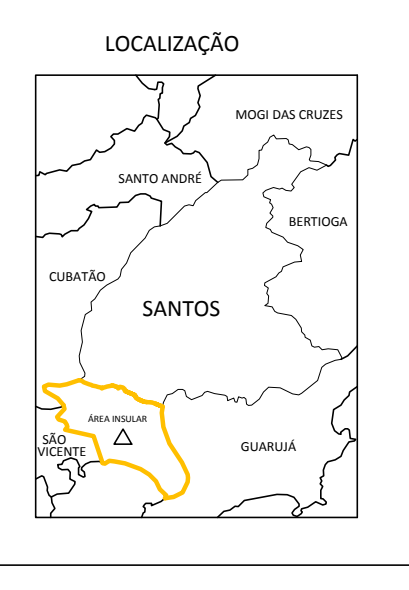 LOCALIZAÇÃO
MOGI DAS CRUZES
SANTO ANDRÉ
BERTIOGA
CUBATÃO
SANTOS
ÁREA INSULAR
SÃO
VICENTE
GUARUJÁ